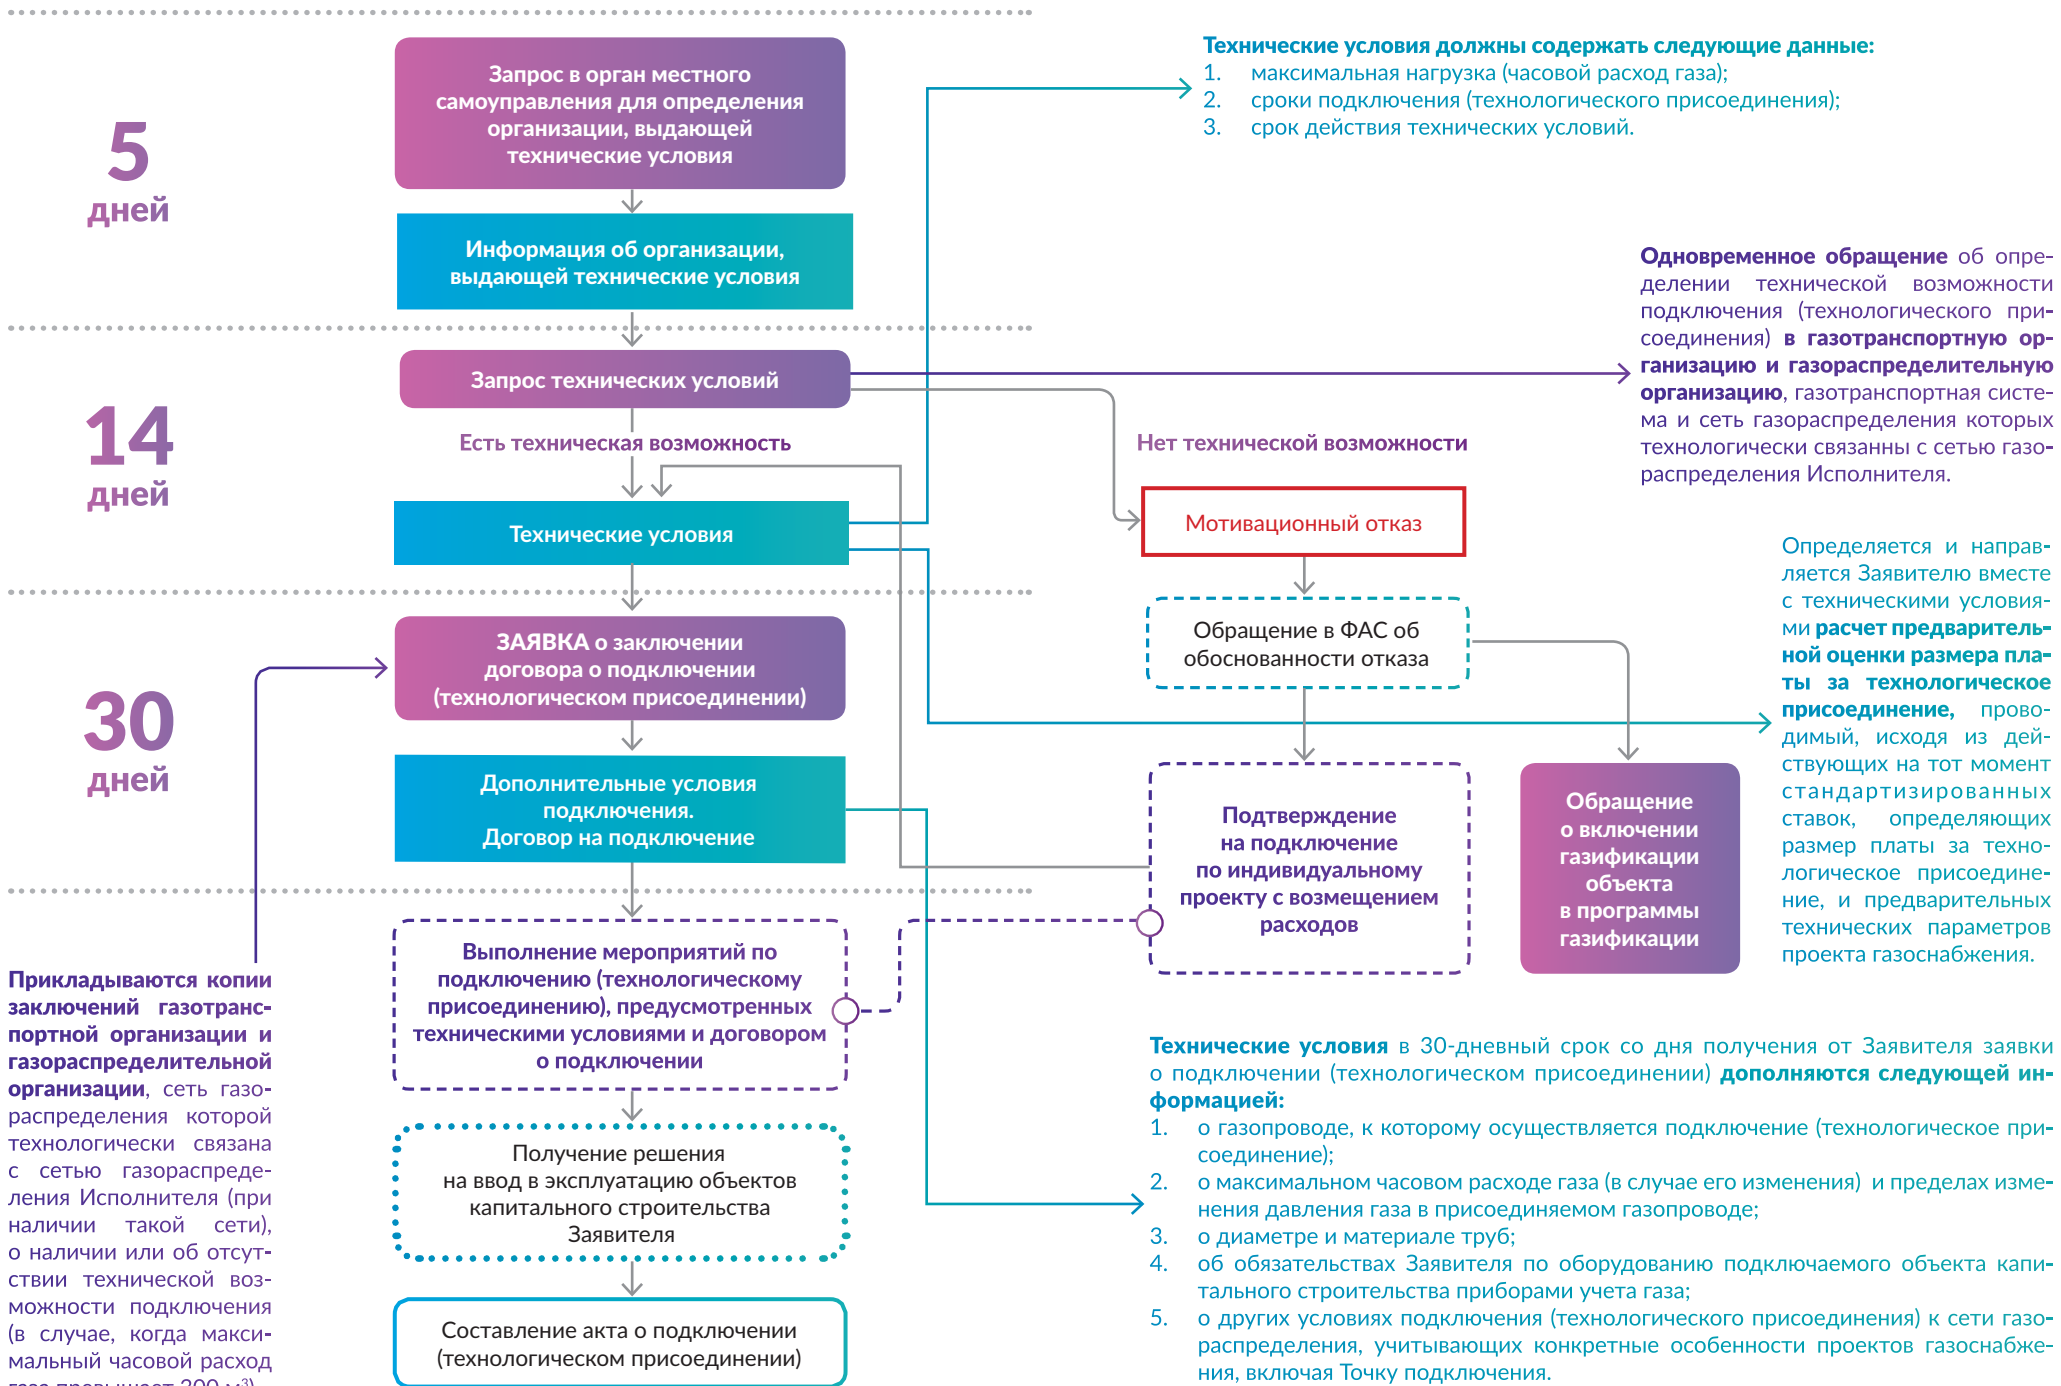 5
дней
Запрос в орган местного
самоуправления для определения
организации, выдающей
технические условия
Информация об организации,
выдающей технические условия
Технические условия должны содержать следующие данные:
1. максимальная нагрузка (часовой расход газа);
2. сроки подключения (технологического присоединения);
3. срок действия технических условий.
14
дней
Запрос технических условий
Есть техническая возможность
Нет технической возможности
Технические условия
Мотивационный отказ
Обращение в ФАС об
обоснованности отказа
Одновременное обращение об опре-
делении технической возможности
подключения (технологического при-
соединения) в газотранспортную ор-
ганизацию и газораспределительную
организацию, газотранспортная систе-
ма и сеть газораспределения которых
технологически связанны с сетью газо-
распределения Исполнителя.
30
дней
ЗАЯВКА о заключении
договора о подключении
(технологическом присоединении)
Дополнительные условия
подключения.
Договор на подключение
Подтверждение
на подключение
по индивидуальному
проекту с возмещением
расходов
Обращение
о включении
газификации
объекта
в программы
газификации
Определяется и направ-
ляется Заявителю вместе
с техническими условия-
ми расчет предваритель-
ной оценки размера пла-
ты за технологическое
присоединение, прово-
димый, исходя из дей-
ствующих на тот момент
стандартизированных
ставок, определяющих
размер платы за техно-
логическое присоедине-
ние, и предварительных
технических параметров
проекта газоснабжения.
Прикладываются копии
заключений газотранс-
портной организации и
газораспределительной
организации, сеть газо-
распределения которой
технологически связана
с сетью газораспреде-
ления Исполнителя (при
наличии такой сети),
о наличии или об отсут-
ствии технической воз-
можности подключения
(в случае, когда макси-
мальный часовой расход
газа превышает 300 м³)
Выполнение мероприятий по
подключению (технологическому
присоединению), предусмотренных
техническими условиями и договором
о подключении
Получение решения
на ввод в эксплуатацию объектов
капитального строительства
Заявителя
Составление акта о подключении
(технологическом присоединении)
Технические условия в 30-дневный срок со дня получения от Заявителя заявки
о подключении (технологическом присоединении) дополняются следующей ин-
формацией:
1. о газопроводе, к которому осуществляется подключение (технологическое при-
соединение);
2. о максимальном часовом расходе газа (в случае его изменения) и пределах изме-
нения давления газа в присоединяемом газопроводе;
3. о диаметре и материале труб;
4. об обязательствах Заявителя по оборудованию подключаемого объекта капи-
тального строительства приборами учета газа;
5. о других условиях подключения (технологического присоединения) к сети газо-
распределения, учитывающих конкретные особенности проектов газоснабже-
ния, включая Точку подключения.